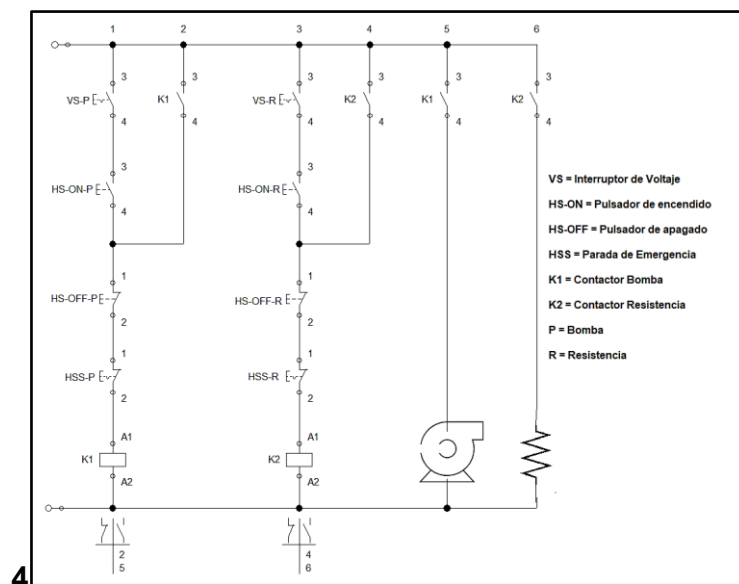 1 2 3 4 5 6
3 3 3 3 3 3
VS-P K1 VS-R K2 K1 K2
4 4 4 4 4 4
3 3
HS-ON-P HS-ON-R
4 4
1 1
HS-OFF-P HS-OFF-R
2 2
1 1
HSS-P HSS-R
2 2
A1 A1
K1 K2
A2 A2
2 4
5 6
VS = Interruptor de Voltaje
HS-ON = Pulsador de encendido
HS-OFF = Pulsador de apagado
HSS = Parada de Emergencia
K1 = Contactor Bomba
K2 = Contactor Resistencia
P = Bomba
R = Resistencia
4